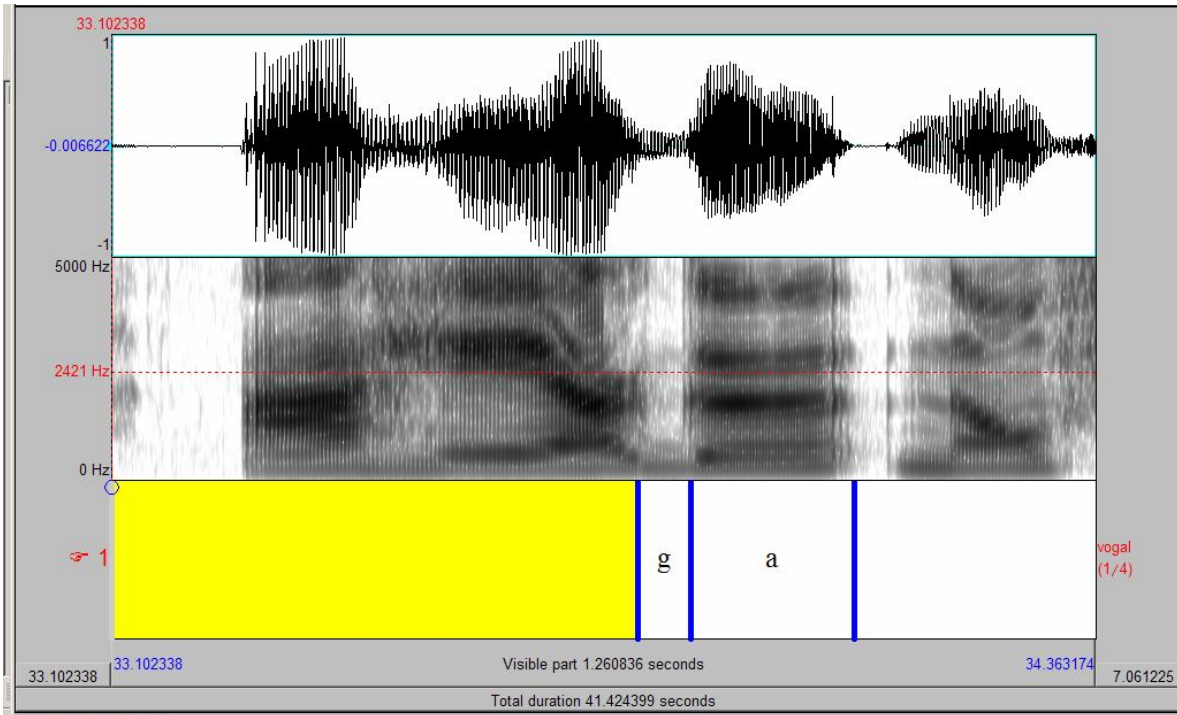 33.102338
1
-0.006622
-1
5000 Hz
2421 Hz
0 Hz
☞ 1
g
a
vogal
(1/4)
33.102338
33.102338
Visible part 1.260836 seconds
34.363174
7.061225
Total duration 41.424399 seconds